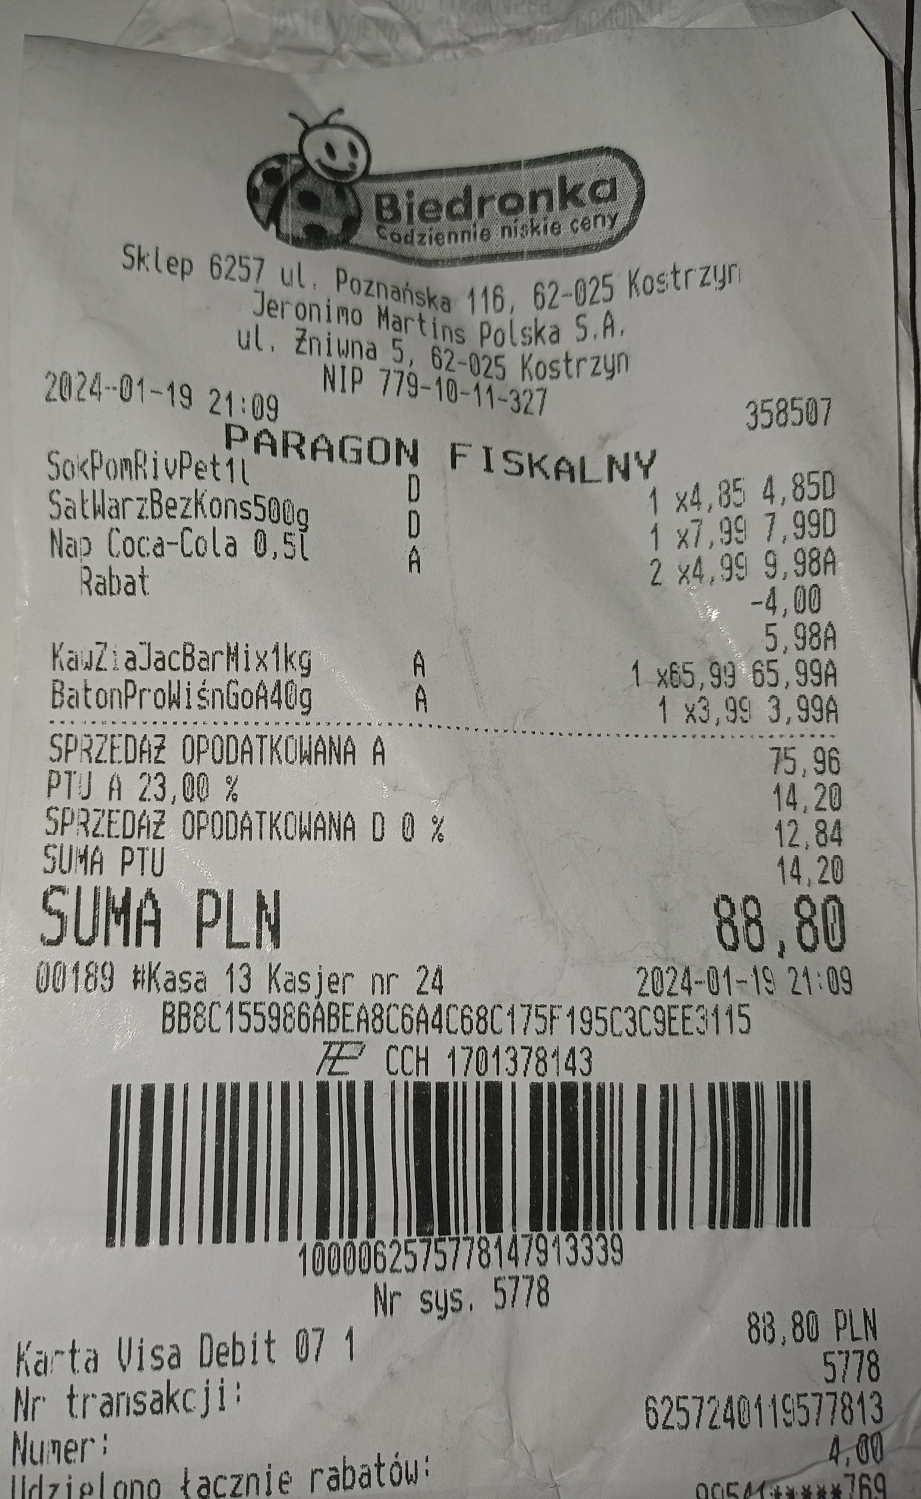 Biedronka
Codziennie niskie ceny
Sklep 6257 ul. Poznańska 116, 62-025 Kostrzyn
Jeronimo Martins Polska S.A.
ul. Żniwna 5, 62-025 Kostrzyn
NIP 779-10-11-327
2024-01-19 21:09 358507
PARAGON FISKALNY
SokPomRivPet1l D 1 x4,85 4,85D
SatWarzBezKons500g D 1 x7,99 7,99D
Nap Coca-Cola 0,5l A 2 x4,99 9,98A
Rabat -4,00
5,98A
KawZiaJacBarMix1kg A 1 x65,99 65,99A
BatonProWiśnGoA40g A 1 x3,99 3,99A
SPRZEDAŻ OPODATKOWANA A 75,96
PTU A 23,00 % 14,20
SPRZEDAŻ OPODATKOWANA D 0 % 12,84
SUMA PTU 14,20
SUMA PLN 88,80
00189 #Kasa 13 Kasjer nr 24 2024-01-19 21:09
BB8C155986ABEA8C6A4C68C175F195C3C9EE3115
CCH 1701378143
1000062575778147913339
Nr sys. 5778
Karta Visa Debit 07 1 88,80 PLN
Nr transakcji: 5778
Numer: 6257240119577813
Udzielono łącznie rabatów: 4,00
99541*****769